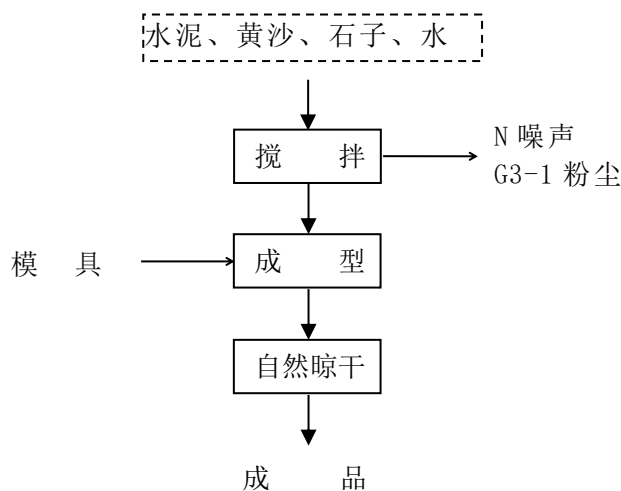 水泥、黄沙、石子、水
搅 拌
N 噪声
G3-1 粉尘
模 具
成 型
自然晾干
成 品